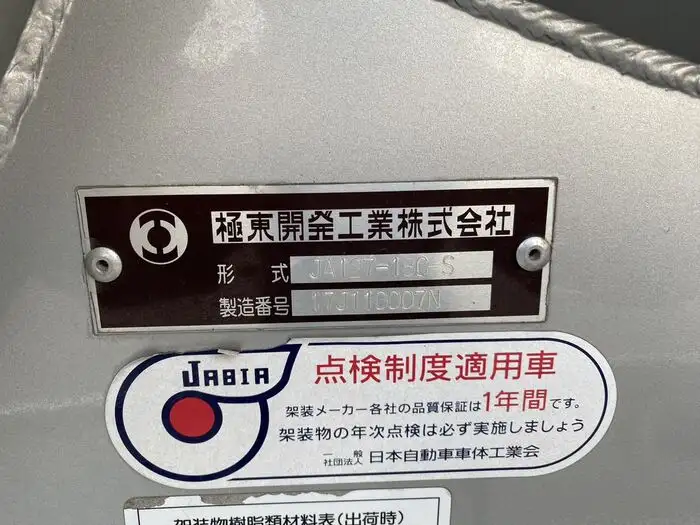 極東開発工業株式会社
形式
製造番号
JABIA
点検制度適用車
架装メーカー各社の品質保証は1年間です。
架装物の年次点検は必ず実施しましょう
一般社団法人 日本自動車車体工業会
架装物樹脂類材料表(出荷時)